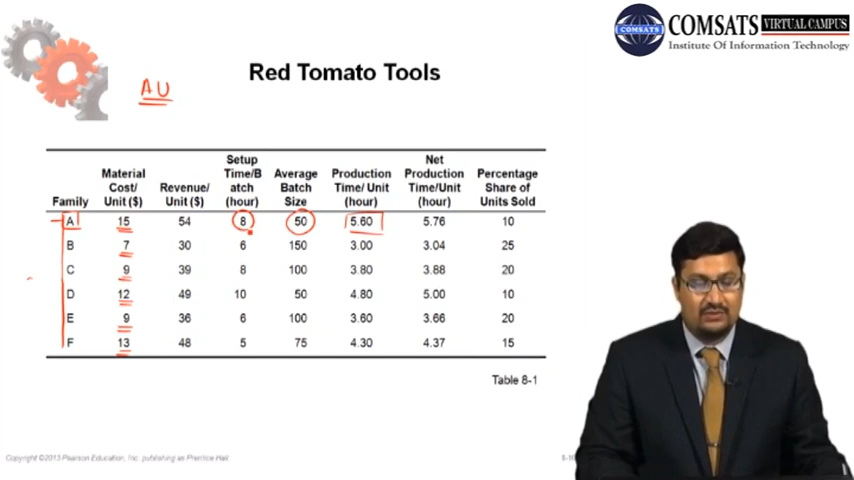 COMSATS VIRTUAL CAMPUS
COMSATS
Institute Of Information Technology
AU
Red Tomato Tools
Family Material Cost/ Unit ($) Revenue/ Unit ($) Setup Time/B atch (hour) Average Batch Size Production Time/ Unit (hour) Net Production Time/Unit (hour) Percentage Share of Units Sold
A 15 54 8 50 5.60 5.76 10
B 7 30 6 150 3.00 3.04 25
C 9 39 8 100 3.80 3.88 20
D 12 49 10 50 4.80 5.00 10
E 9 36 6 100 3.60 3.66 20
F 13 48 5 75 4.30 4.37 15
Table 8-1
Copyright ©2013 Pearson Education, Inc. publishing as Prentice Hall